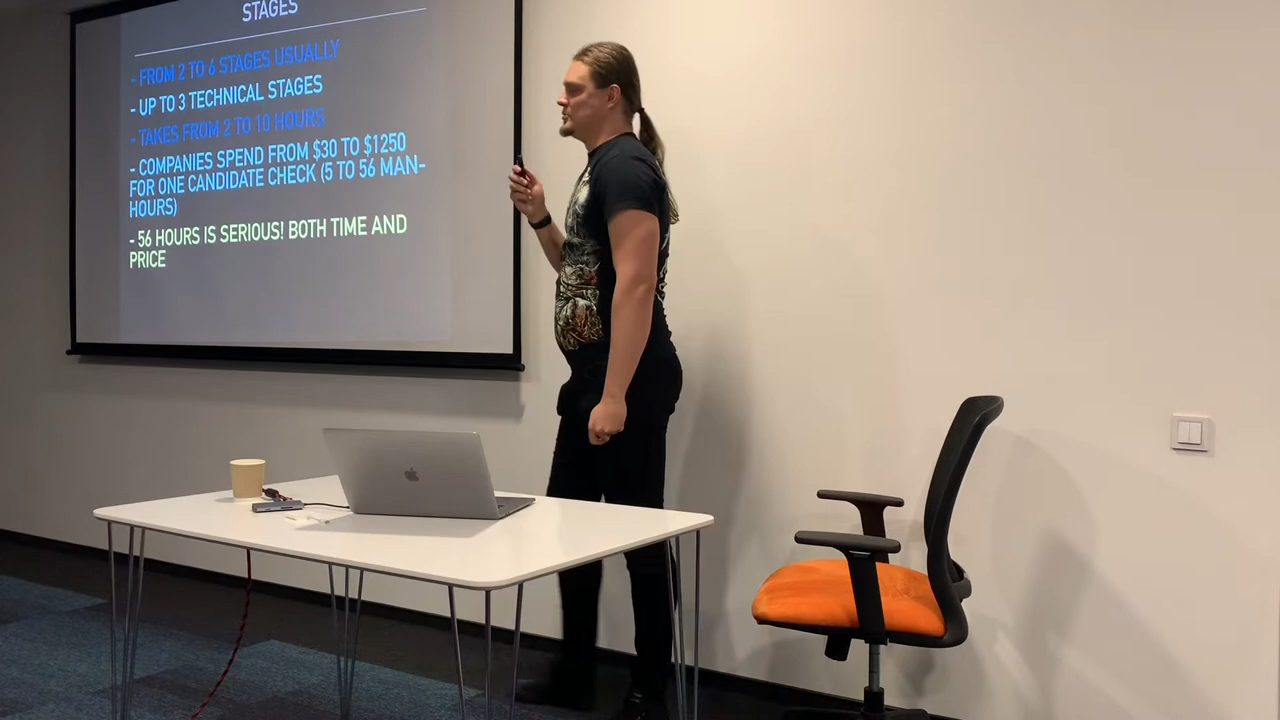 STAGES
- FROM 2 TO 6 STAGES USUALLY
- UP TO 3 TECHNICAL STAGES
- TAKES FROM 2 TO 10 HOURS
- COMPANIES SPEND FROM $30 TO $1250
FOR ONE CANDIDATE CHECK (5 TO 56 MAN-
HOURS)
- 56 HOURS IS SERIOUS! BOTH TIME AND
PRICE